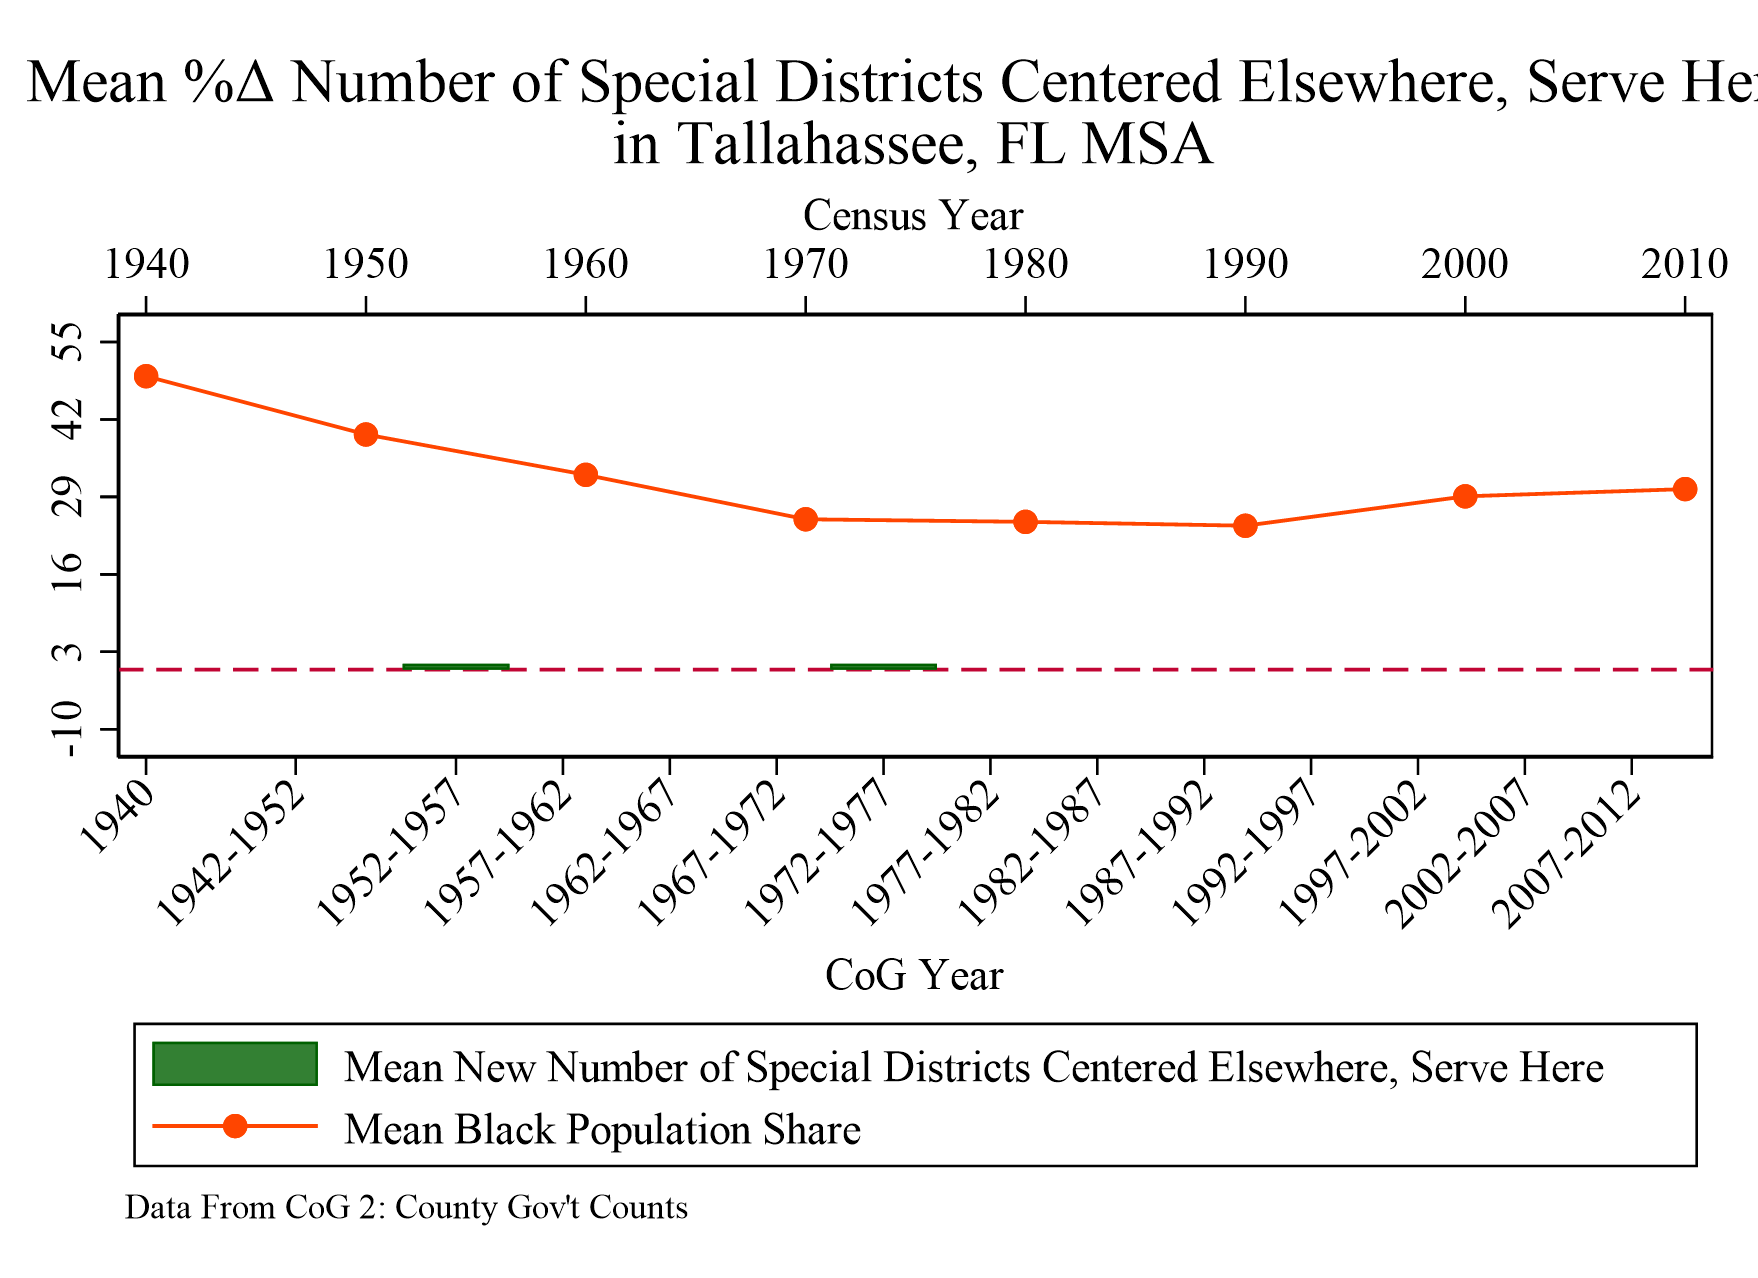 Mean %Δ Number of Special Districts Centered Elsewhere, Serve
in Tallahassee, FL MSA
Census Year
1940 1950 1960 1970 1980 1990 2000 2010
55
42
29
16
3
-10
1940 1942-1952 1952-1957 1957-1962 1962-1967 1967-1972 1972-1977 1977-1982 1982-1987 1987-1992 1992-1997 1997-2002 2002-2007 2007-2012
CoG Year
Mean New Number of Special Districts Centered Elsewhere, Serve Here
Mean Black Population Share
Data From CoG 2: County Gov't Counts